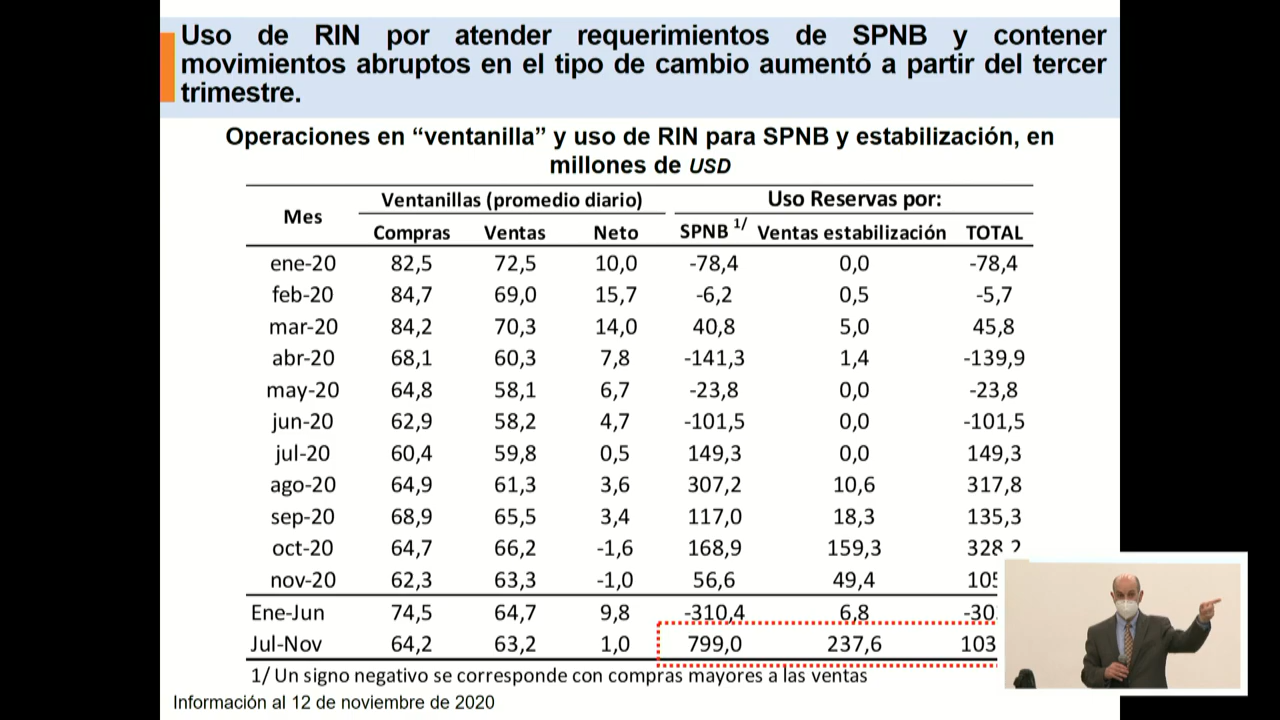 Uso de RIN por atender requerimientos de SPNB y contener
movimientos abruptos en el tipo de cambio aumentó a partir del tercer
trimestre.
Operaciones en “ventanilla” y uso de RIN para SPNB y estabilización, en
millones de USD
Mes Ventanillas (promedio diario) Uso Reservas por:
Compras Ventas Neto SPNB 1/ Ventas estabilización TOTAL
ene-20 82,5 72,5 10,0 -78,4 0,0 -78,4
feb-20 84,7 69,0 15,7 -6,2 0,5 -5,7
mar-20 84,2 70,3 14,0 40,8 5,0 45,8
abr-20 68,1 60,3 7,8 -141,3 1,4 -139,9
may-20 64,8 58,1 6,7 -23,8 0,0 -23,8
jun-20 62,9 58,2 4,7 -101,5 0,0 -101,5
jul-20 60,4 59,8 0,5 149,3 0,0 149,3
ago-20 64,9 61,3 3,6 307,2 10,6 317,8
sep-20 68,9 65,5 3,4 117,0 18,3 135,3
oct-20 64,7 66,2 -1,6 168,9 159,3
nov-20 62,3 63,3 -1,0 56,6 49,4
Ene-Jun 74,5 64,7 9,8 -310,4 6,8
Jul-Nov 64,2 63,2 1,0 799,0 237,6
1/ Un signo negativo se corresponde con compras mayores a las ventas
Información al 12 de noviembre de 2020